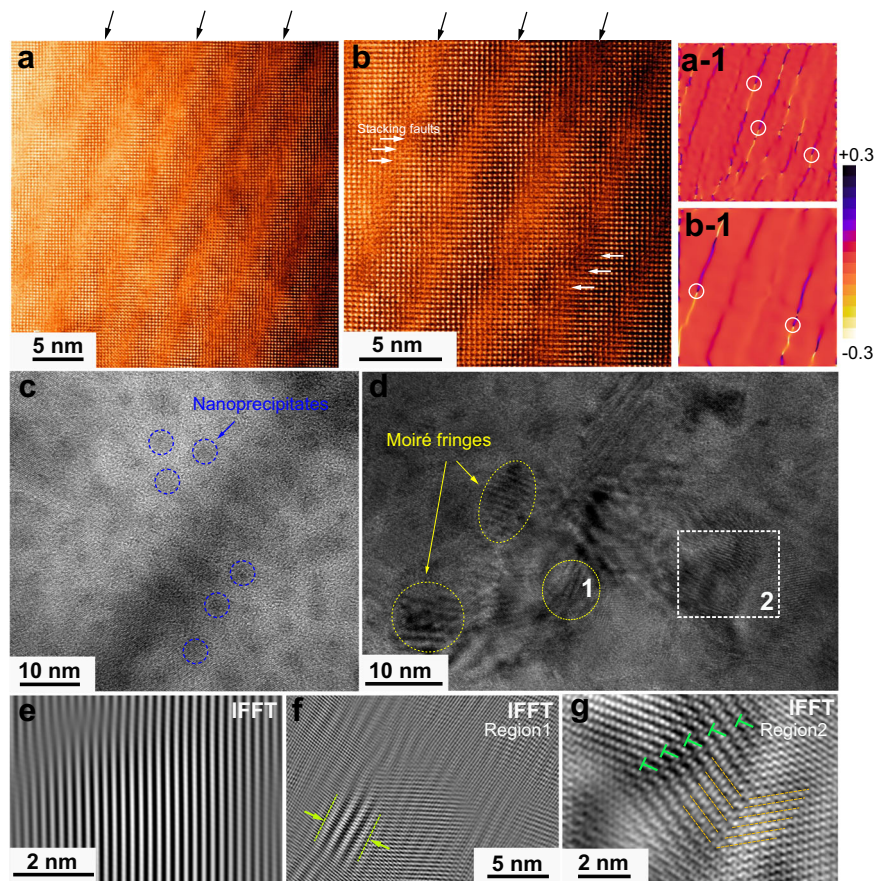 a
b
a-1
Stacking faults
5 nm
5 nm
+0.3
b-1
-0.3
c
Nanoprecipitates
10 nm
d
Moiré fringes
1
2
10 nm
e
IFFT
2 nm
f
IFFT
Region1
5 nm
g
IFFT
Region2
2 nm